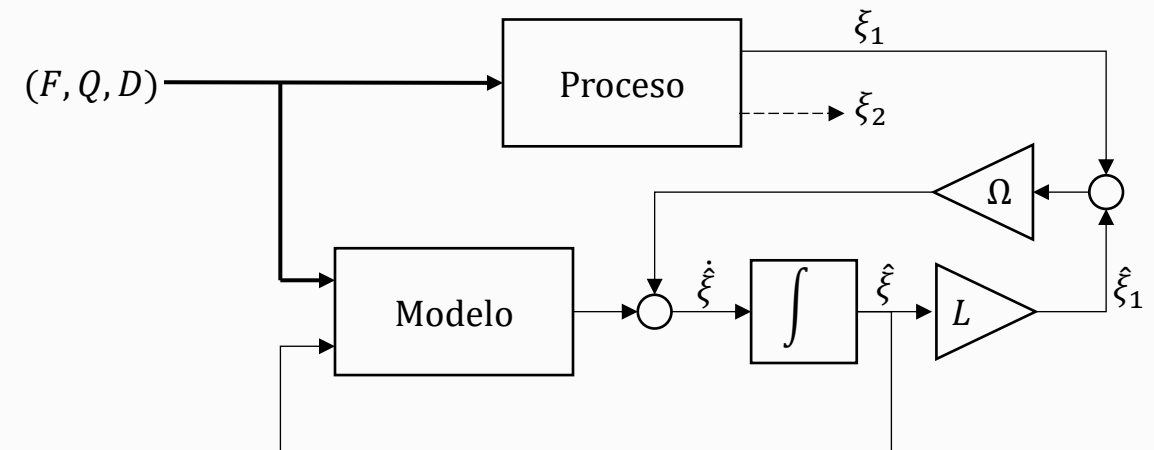 ξ₁
(F, Q, D)
Proceso
ξ₂
Ω
Modelo
ξ̂̇
∫
ξ̂
L
ξ̂₁